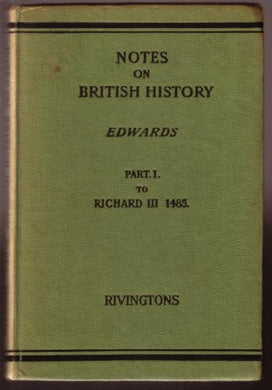 NOTES
ON
BRITISH HISTORY
EDWARDS
PART. I.
TO
RICHARD III 1485.
RIVINGTONS